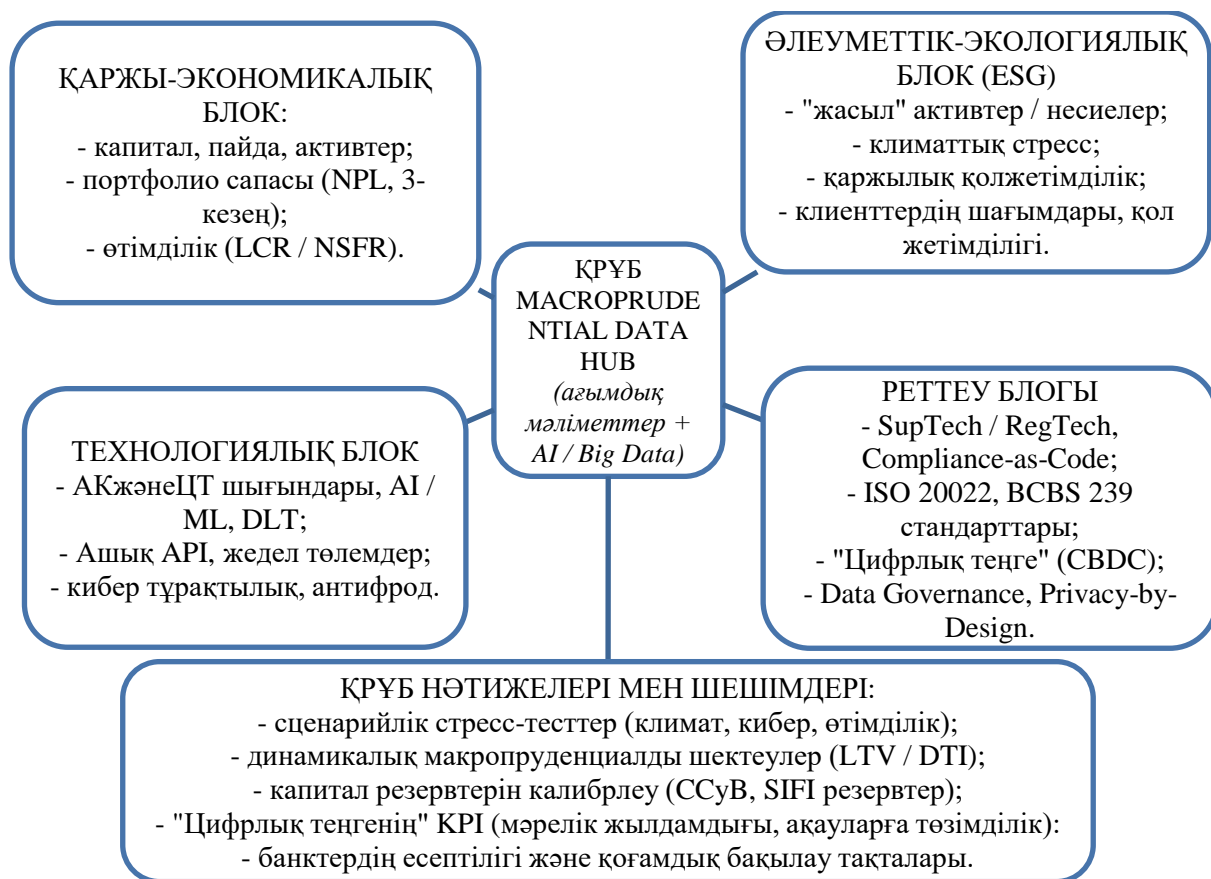 ҚАРЖЫ-ЭКОНОМИКАЛЫҚ
БЛОК:
- капитал, пайда, активтер;
- портфолио сапасы (NPL, 3-
кезең);
- өтімділік (LCR / NSFR).
ӘЛЕУМЕТТІК-ЭКОЛОГИЯЛЫҚ
БЛОК (ESG)
- "жасыл" активтер / несиелер;
- климаттық стресс;
- қаржылық қолжетімділік;
- клиенттердің шағымдары, қол
жетімділігі.
ҚРҰБ
MACROPRUDE
NTIAL DATA
HUB
(ағымдық
мәліметтер +
AI / Big Data)
ТЕХНОЛОГИЯЛЫҚ БЛОК
- АКжәнеЦТ шығындары, AI /
ML, DLT;
- Ашық API, жедел төлемдер;
- кибер тұрақтылық, антифрод.
РЕТТЕУ БЛОГЫ
- SupTech / RegTech,
Compliance-as-Code;
- ISO 20022, BCBS 239
стандарттары;
- "Цифрлық теңге" (CBDC);
- Data Governance, Privacy-by-
Design.
ҚРҰБ НӘТИЖЕЛЕРІ МЕН ШЕШІМДЕРІ:
- сценарийлік стресс-тесттер (климат, кибер, өтімділік);
- динамикалық макропруденциалды шектеулер (LTV / DTI);
- капитал резервтерін калибрлеу (CCyB, SIFI резервтер);
- "Цифрлық теңгенің" KPI (мәрелік жылдамдығы, ақауларға төзімділік):
- банктердің есептілігі және қоғамдық бақылау тақталары.